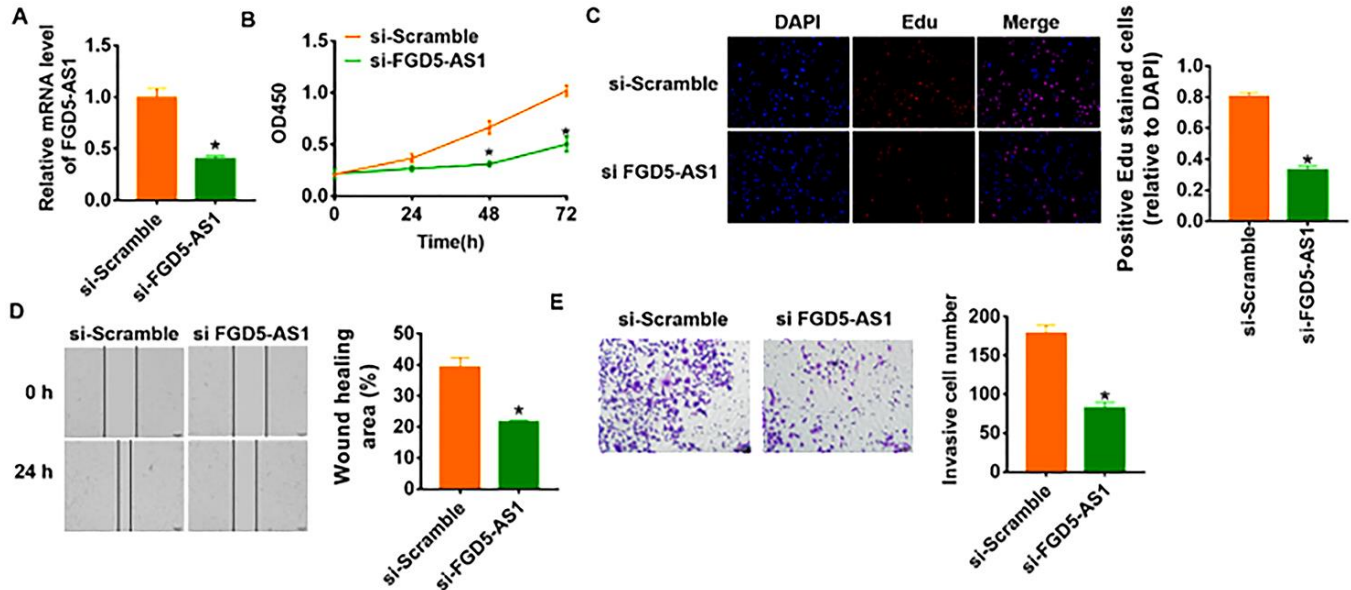 A
Relative mRNA level
of FGD5-AS1
1.5
1.0
0.5
0.0
si-Scramble
si-FGD5-AS1
★
B
OD450
1.5
1.0
0.5
0.0
si-Scramble
si-FGD5-AS1
★
★
0 24 48 72
Time(h)
C
DAPI Edu Merge
si-Scramble
si FGD5-AS1
Positive Edu stained cells
(relative to DAPI)
1.0
0.8
0.6
0.4
0.2
0.0
★
si-Scramble
si-FGD5-AS1
D
si-Scramble si FGD5-AS1
0 h
24 h
Wound healing
area (%)
50
40
30
20
10
0
★
si-Scramble
si-FGD5-AS1
E
si-Scramble si FGD5-AS1
Invasive cell number
200
150
100
50
0
★
si-Scramble
si-FGD5-AS1